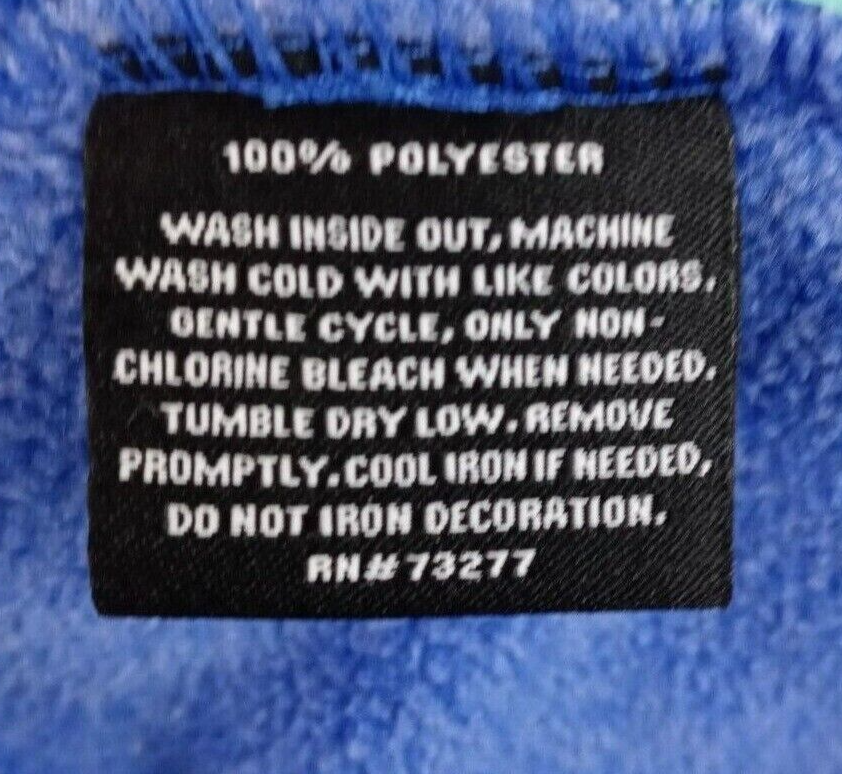 100% POLYESTER
WASH INSIDE OUT, MACHINE
WASH COLD WITH LIKE COLORS.
GENTLE CYCLE, ONLY NON-
CHLORINE BLEACH WHEN NEEDED.
TUMBLE DRY LOW. REMOVE
PROMPTLY. COOL IRON IF NEEDED,
DO NOT IRON DECORATION.
RN# 73277